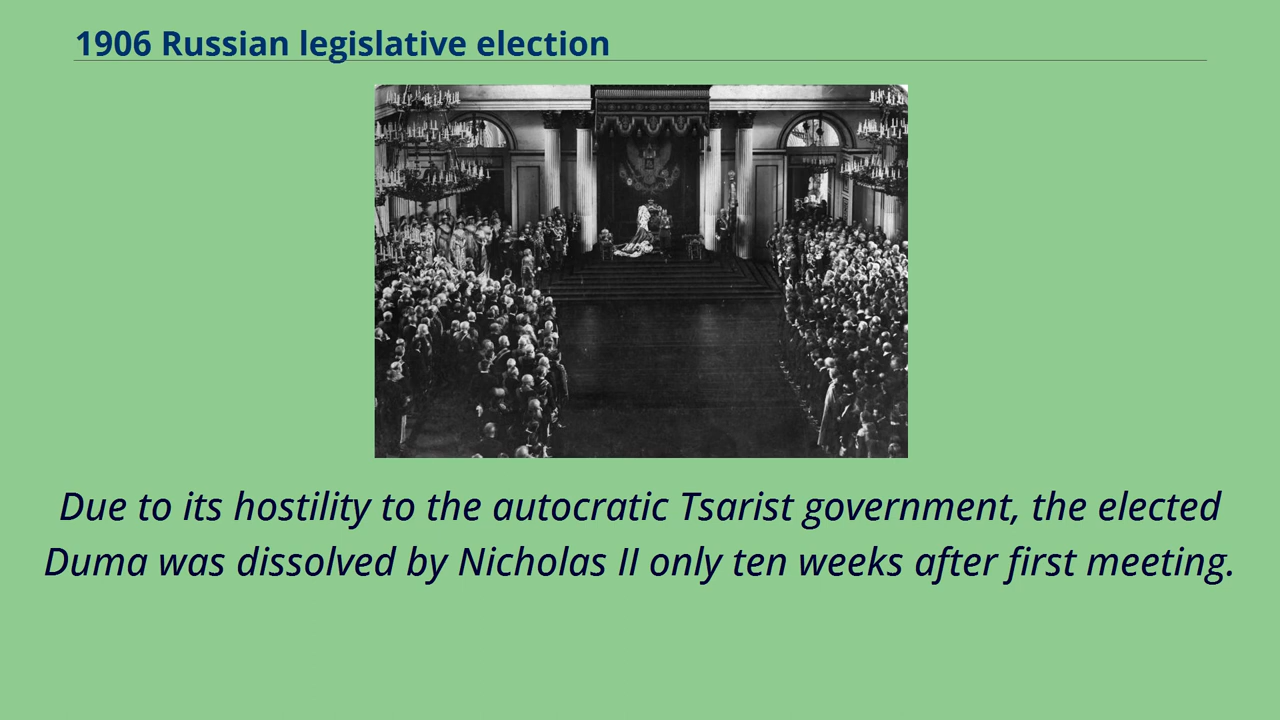 1906 Russian legislative election
Due to its hostility to the autocratic Tsarist government, the elected
Duma was dissolved by Nicholas II only ten weeks after first meeting.